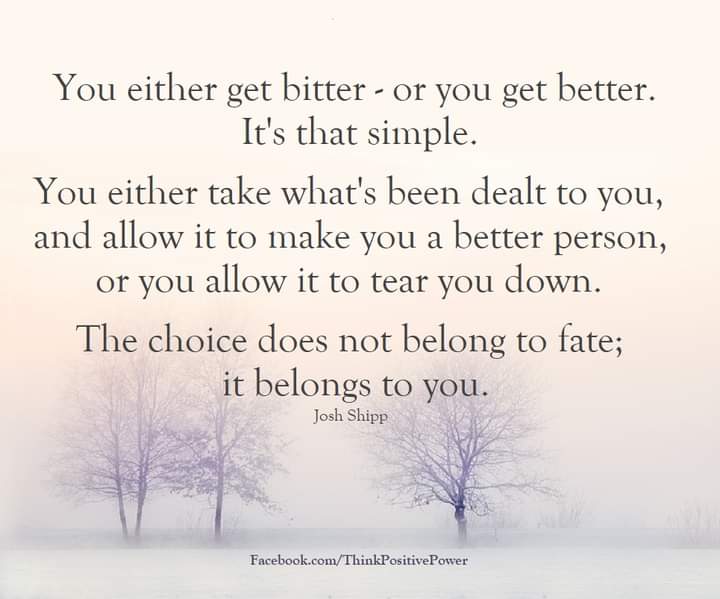 You either get bitter - or you get better.
It's that simple.
You either take what's been dealt to you,
and allow it to make you a better person,
or you allow it to tear you down.
The choice does not belong to fate;
it belongs to you.
Josh Shipp
Facebook.com/ThinkPositivePower